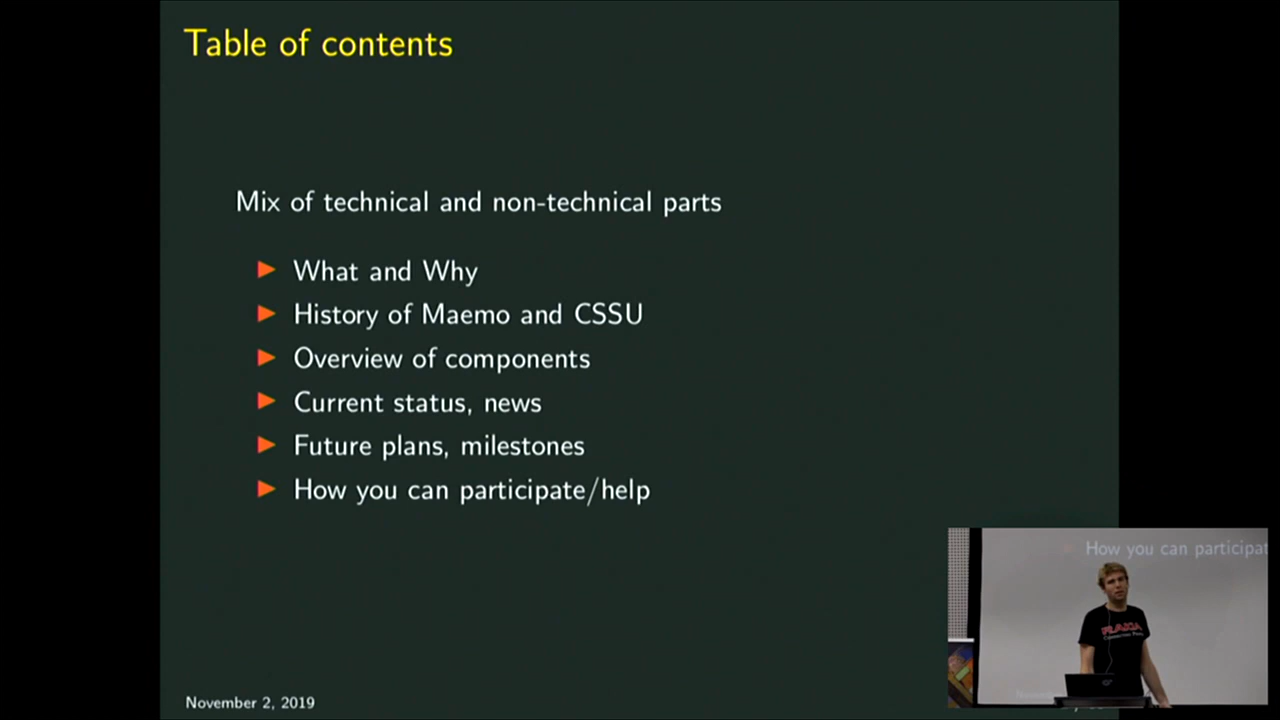 Table of contents
Mix of technical and non-technical parts
What and Why
History of Maemo and CSSU
Overview of components
Current status, news
Future plans, milestones
How you can participate/help
How you can participat
November 2, 2019